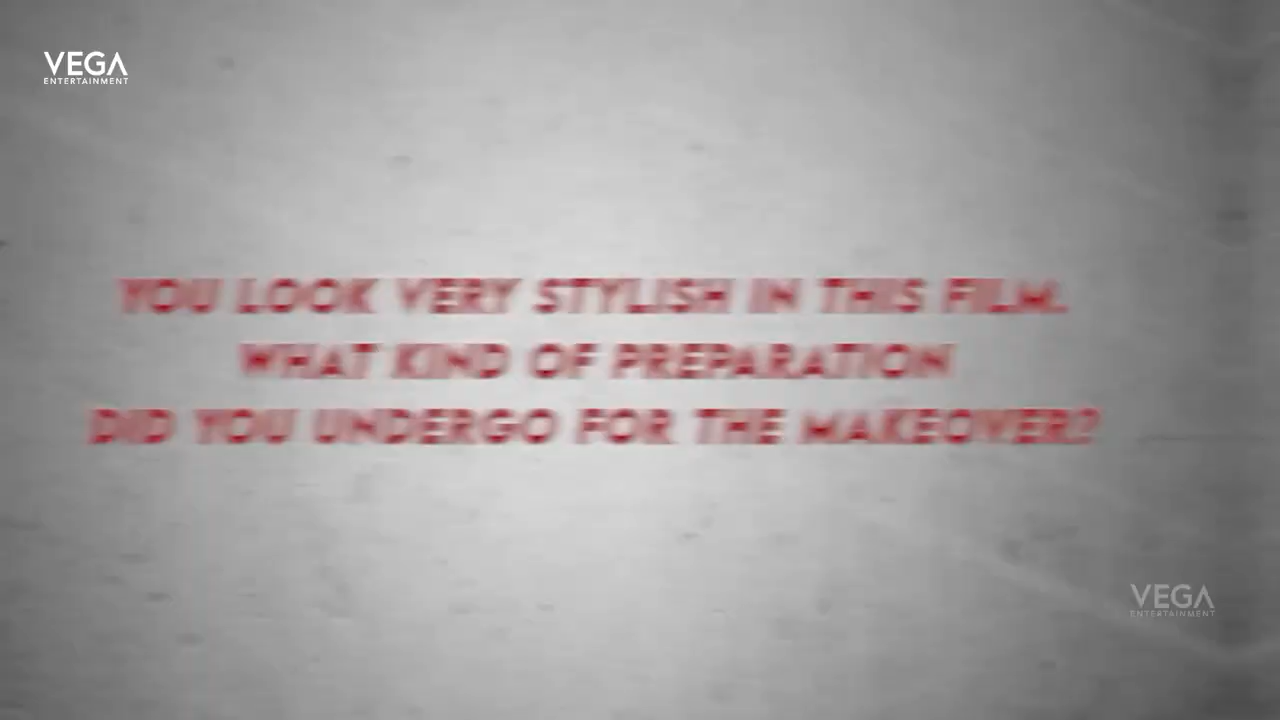 VEGA
ENTERTAINMENT
YOU LOOK VERY STYLISH IN THIS FILM.
WHAT KIND OF PREPARATION
DID YOU UNDERGO FOR THE MAKEOVER?
VEGA
ENTERTAINMENT